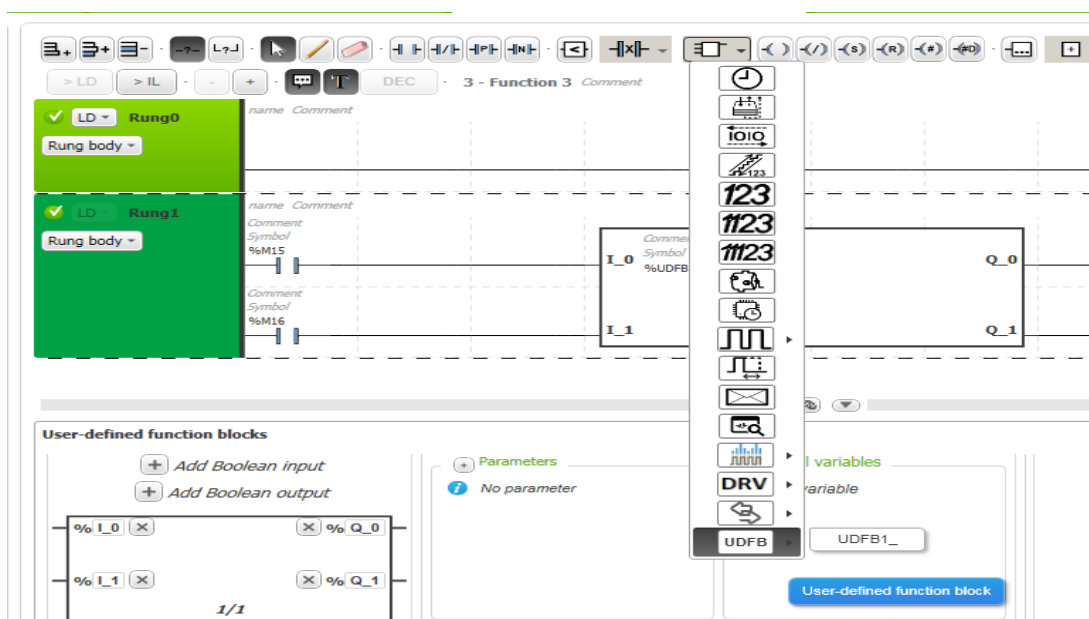 -?- L?┘ P N < X ( ) (/) (S) (R) (#) (#D) ...
> LD > IL - + T DEC 3 - Function 3 Comment
LD Rung0 name Comment
Rung body
LD Rung1 name Comment
Rung body
Comment
Symbol
%M15
Comment
Symbol
%M16
I_0
Symbol
%UDFB
Q_0
I_1
Q_1
1010
123
123
1123
11123
DRV
UDFB
UDFB1_
User-defined function block
User-defined function blocks
Add Boolean input
Add Boolean output
% I_0 % Q_0
% I_1 % Q_1
1/1
Parameters
No parameter
l variables
variable